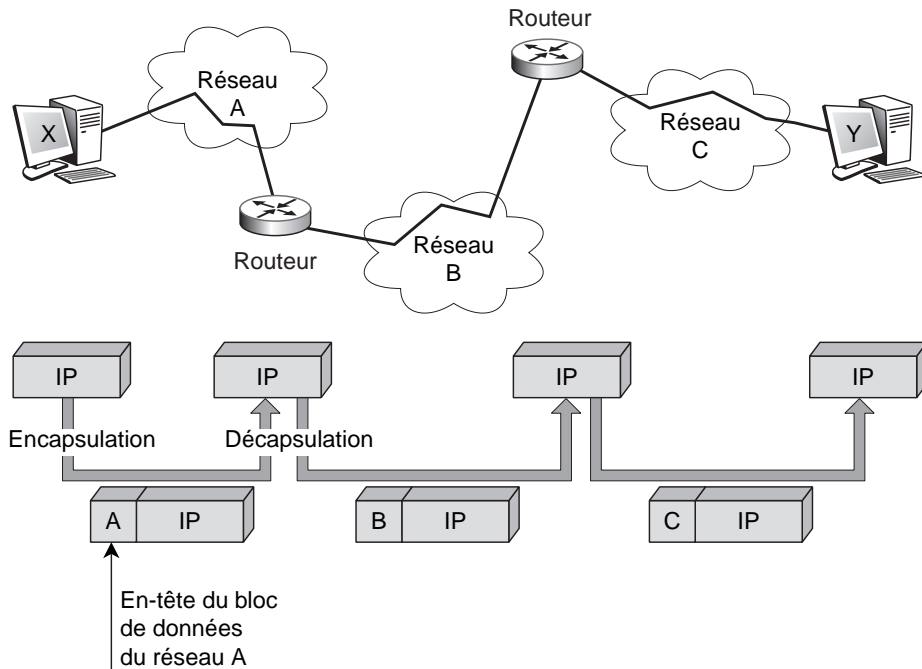 Routeur
Réseau
A
X
Réseau
C
Y
Routeur
Réseau
B
IP
IP
IP
IP
Encapsulation
Décapsulation
A
IP
B
IP
C
IP
En-tête du bloc
de données
du réseau A